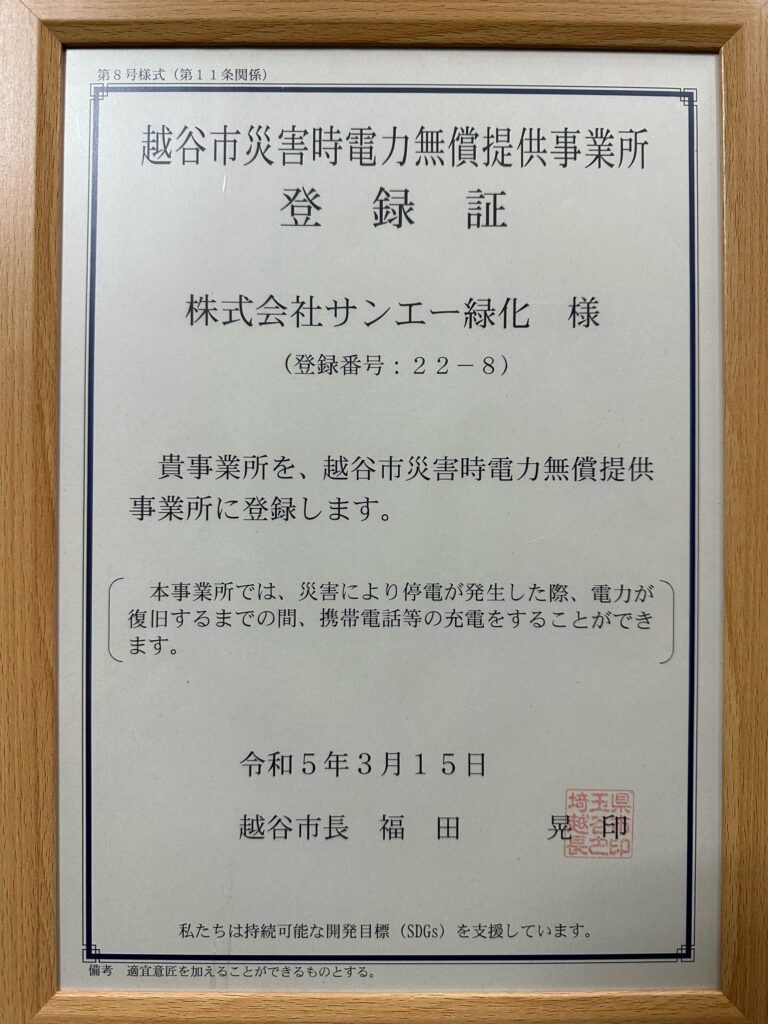 第８号様式（第１１条関係）
越谷市災害時電力無償提供事業所
登　録　証
株式会社サンエー緑化　様
（登録番号：２２－８）
貴事業所を、越谷市災害時電力無償提供
事業所に登録します。
本事業所では、災害により停電が発生した際、電力が
復旧するまでの間、携帯電話等の充電をすることができ
ます。
令和５年３月１５日
越谷市長　福　田　　　晃　印
私たちは持続可能な開発目標（SDGs）を支援しています。
備考　適宜意匠を加えることができるものとする。